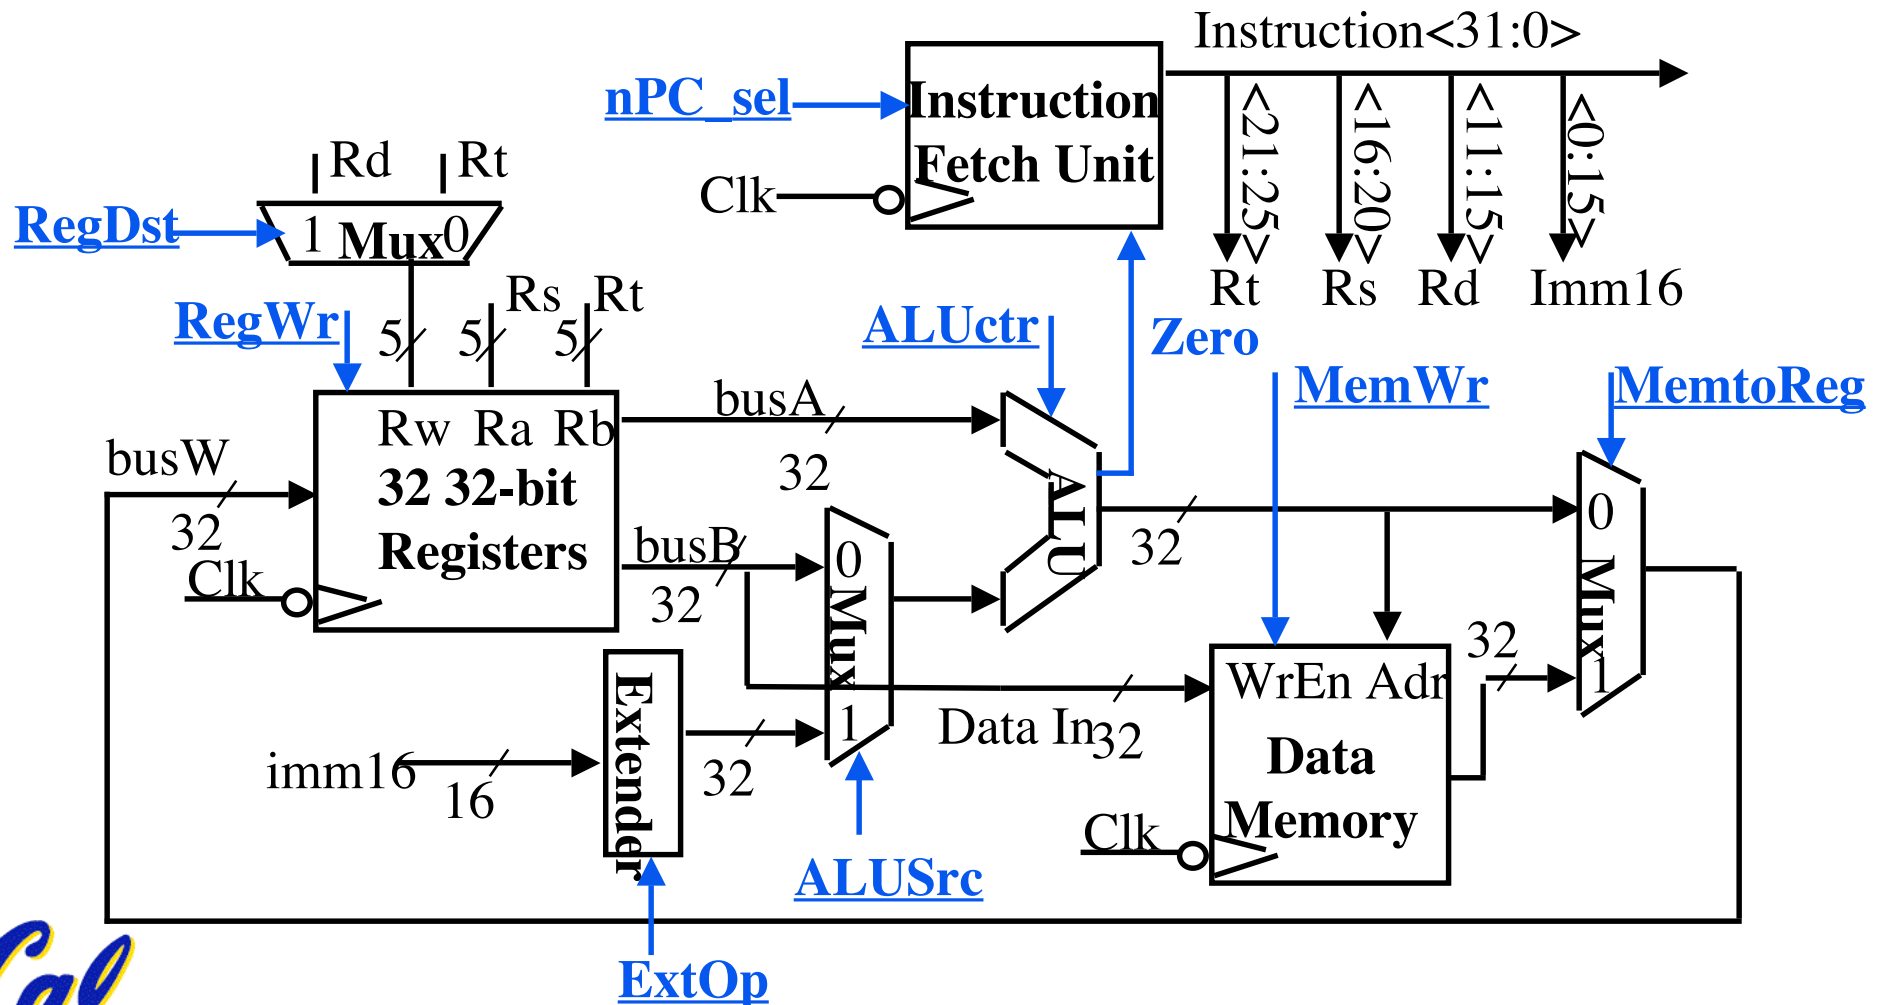 Instruction<31:0>
nPC_sel
Instruction
Fetch Unit
Clk
<21:25>
<16:20>
<11:15>
<0:15>
Rt
Rs
Rd
Imm16
Rd
Rt
RegDst
1
Mux
0
RegWr
5
5
5
Rs
Rt
ALUctr
Zero
MemWr
MemtoReg
busW
32
Rw Ra Rb
32 32-bit
Registers
Clk
busA
32
busB
32
0
Mux
1
ALU
32
0
Mux
1
32
WrEn Adr
Data
Memory
Data In
32
Clk
imm16
16
Extender
32
ALUSrc
ExtOp
Cal